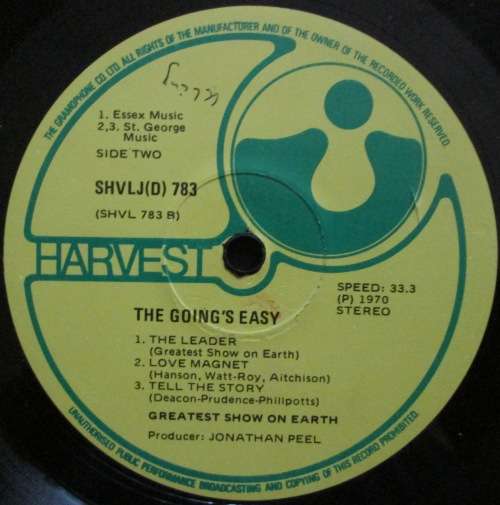 THE GRAMOPHONE CO LTD. ALL RIGHTS OF THE MANUFACTURER AND OF THE OWNER OF THE RECORDED WORK RESERVED.
1. Essex Music
2,3. St. George
Music
SIDE TWO
SHVLJ(D) 783
(SHVL 783 B)
HARVEST
SPEED: 33.3
(P) 1970
STEREO
THE GOING'S EASY
1. THE LEADER
(Greatest Show on Earth)
2. LOVE MAGNET
(Hanson, Watt-Roy, Aitchison)
3. TELL THE STORY
(Deacon-Prudence-Philpotts)
GREATEST SHOW ON EARTH
Producer: JONATHAN PEEL
UNAUTHORISED PUBLIC PERFORMANCE BROADCASTING AND COPYING OF THIS RECORD PROHIBITED.